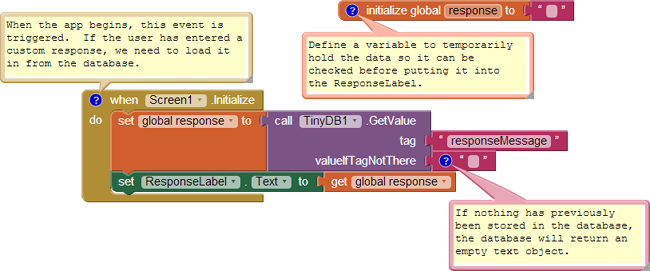 When the app begins, this event is
triggered.  If the user has entered a
custom response, we need to load it
in from the database.
? initialize global response to " "
Define a variable to temporarily
hold the data so it can be
checked before putting it into
the ResponseLabel.
? when Screen1 .Initialize
do set global response to call TinyDB1 .GetValue
tag " responseMessage "
valueIfTagNotThere ? " "
set ResponseLabel . Text to get global response
If nothing has previously
been stored in the database,
the database will return an
empty text object.